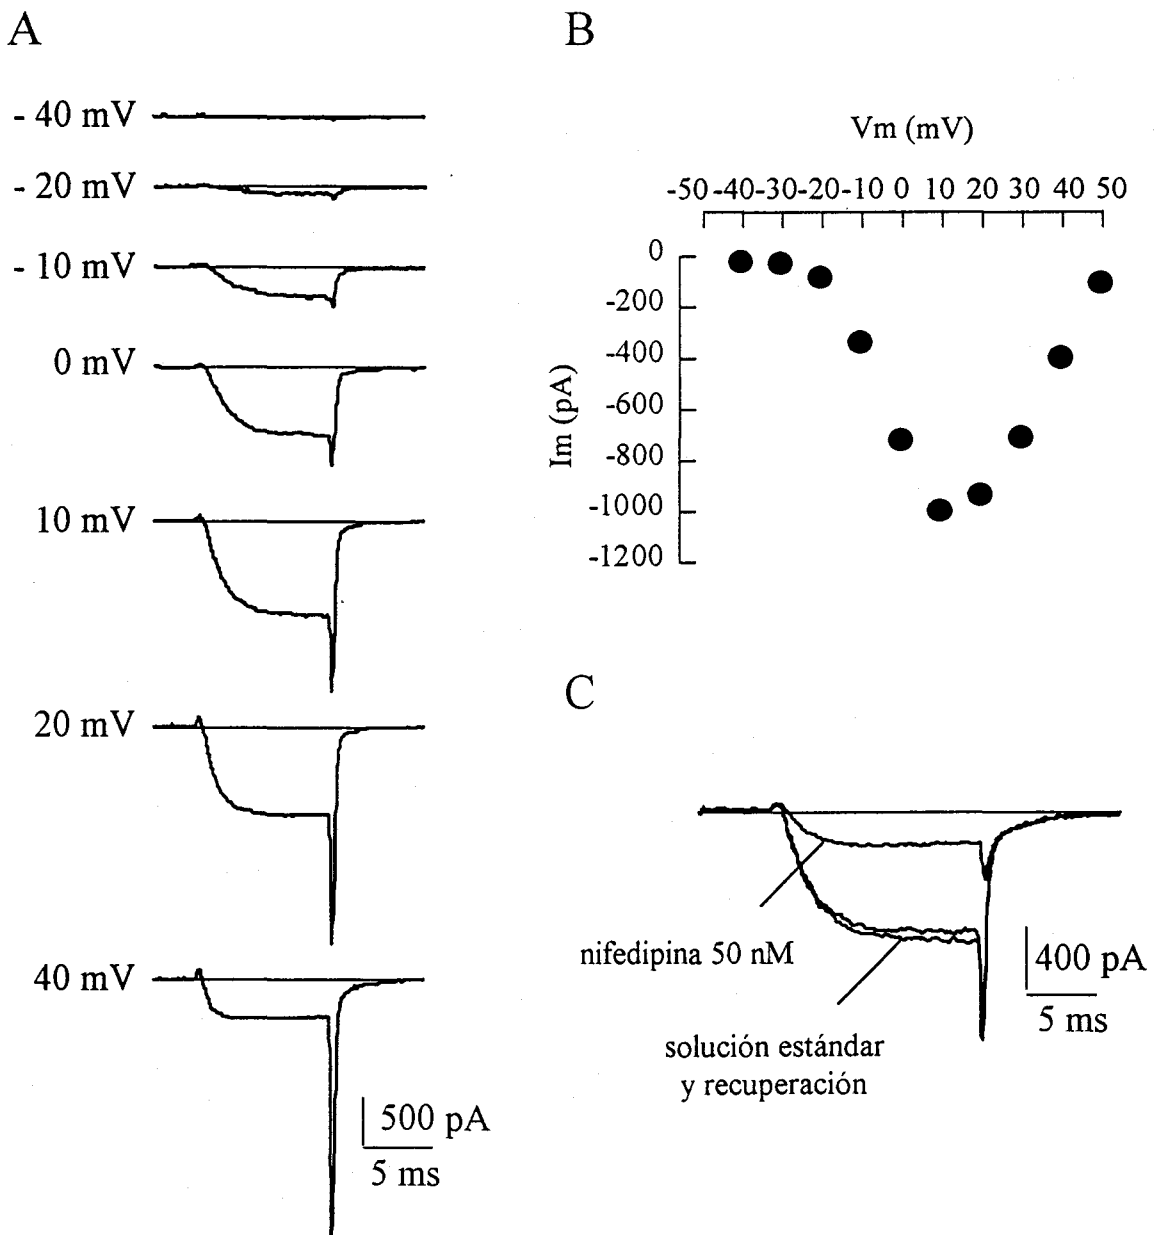 A
- 40 mV
- 20 mV
- 10 mV
0 mV
10 mV
20 mV
40 mV
500 pA
5 ms
B
Vm (mV)
-50 -40 -30 -20 -10 0 10 20 30 40 50
0
-200
-400
-600
-800
-1000
-1200
Im (pA)
C
nifedipina 50 nM
400 pA
5 ms
solución estándar
y recuperación